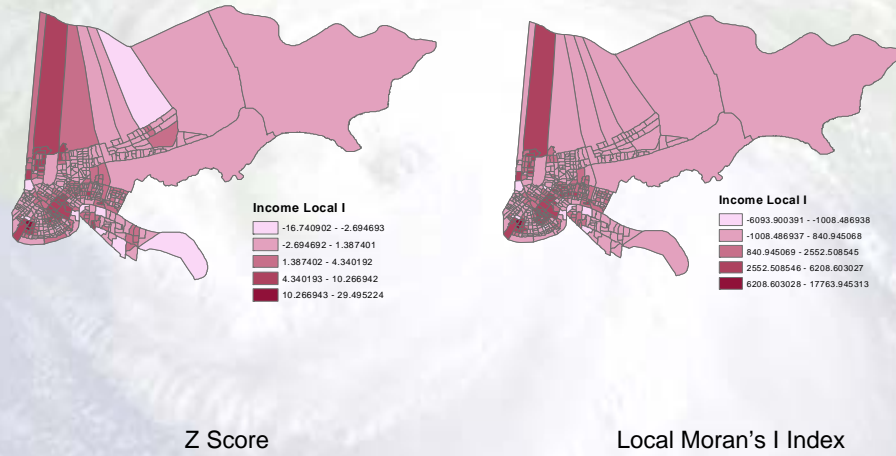 Income Local I
-16.740902 - -2.694693
-2.694692 - 1.387401
1.387402 - 4.340192
4.340193 - 10.266942
10.266943 - 29.495224
Z Score
Income Local I
-6093.900391 - -1008.486938
-1008.486937 - 840.945068
840.945069 - 2552.508545
2552.508546 - 6208.603027
6208.603028 - 17763.945313
Local Moran's I Index